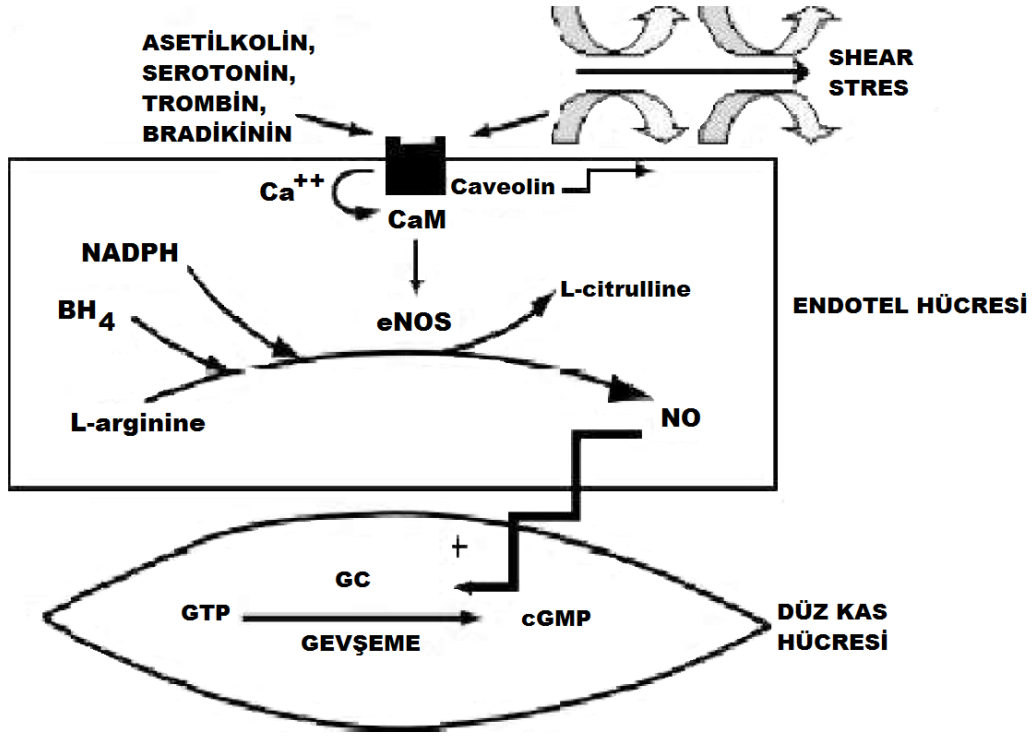 ASETİLKOLİN,
SEROTONİN,
TROMBİN,
BRADİKİNİN
SHEAR
STRES
Ca++
Caveolin
CaM
NADPH
BH4
eNOS
L-citrulline
ENDOTEL HÜCRESİ
L-arginine
NO
+
GC
GTP
cGMP
GEVŞEME
DÜZ KAS
HÜCRESİ